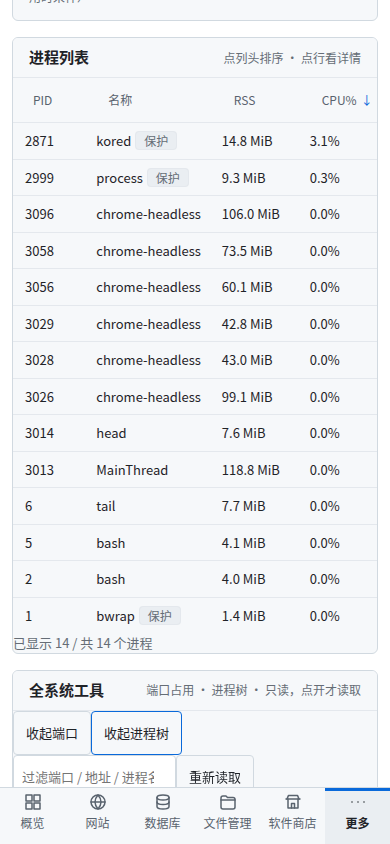 进程列表 点列头排序 · 点行看详情
PID 名称 RSS CPU% ↓
2871 kored 保护 14.8 MiB 3.1%
2999 process 保护 9.3 MiB 0.3%
3096 chrome-headless 106.0 MiB 0.0%
3058 chrome-headless 73.5 MiB 0.0%
3056 chrome-headless 60.1 MiB 0.0%
3029 chrome-headless 42.8 MiB 0.0%
3028 chrome-headless 43.0 MiB 0.0%
3026 chrome-headless 99.1 MiB 0.0%
3014 head 7.6 MiB 0.0%
3013 MainThread 118.8 MiB 0.0%
6 tail 7.7 MiB 0.0%
5 bash 4.1 MiB 0.0%
2 bash 4.0 MiB 0.0%
1 bwrap 保护 1.4 MiB 0.0%
已显示 14 / 共 14 个进程
全系统工具 端口占用 · 进程树 · 只读，点开才读取
收起端口 收起进程树
过滤端口 / 地址 / 进程 重新读取
概览 网站 数据库 文件管理 软件商店 更多